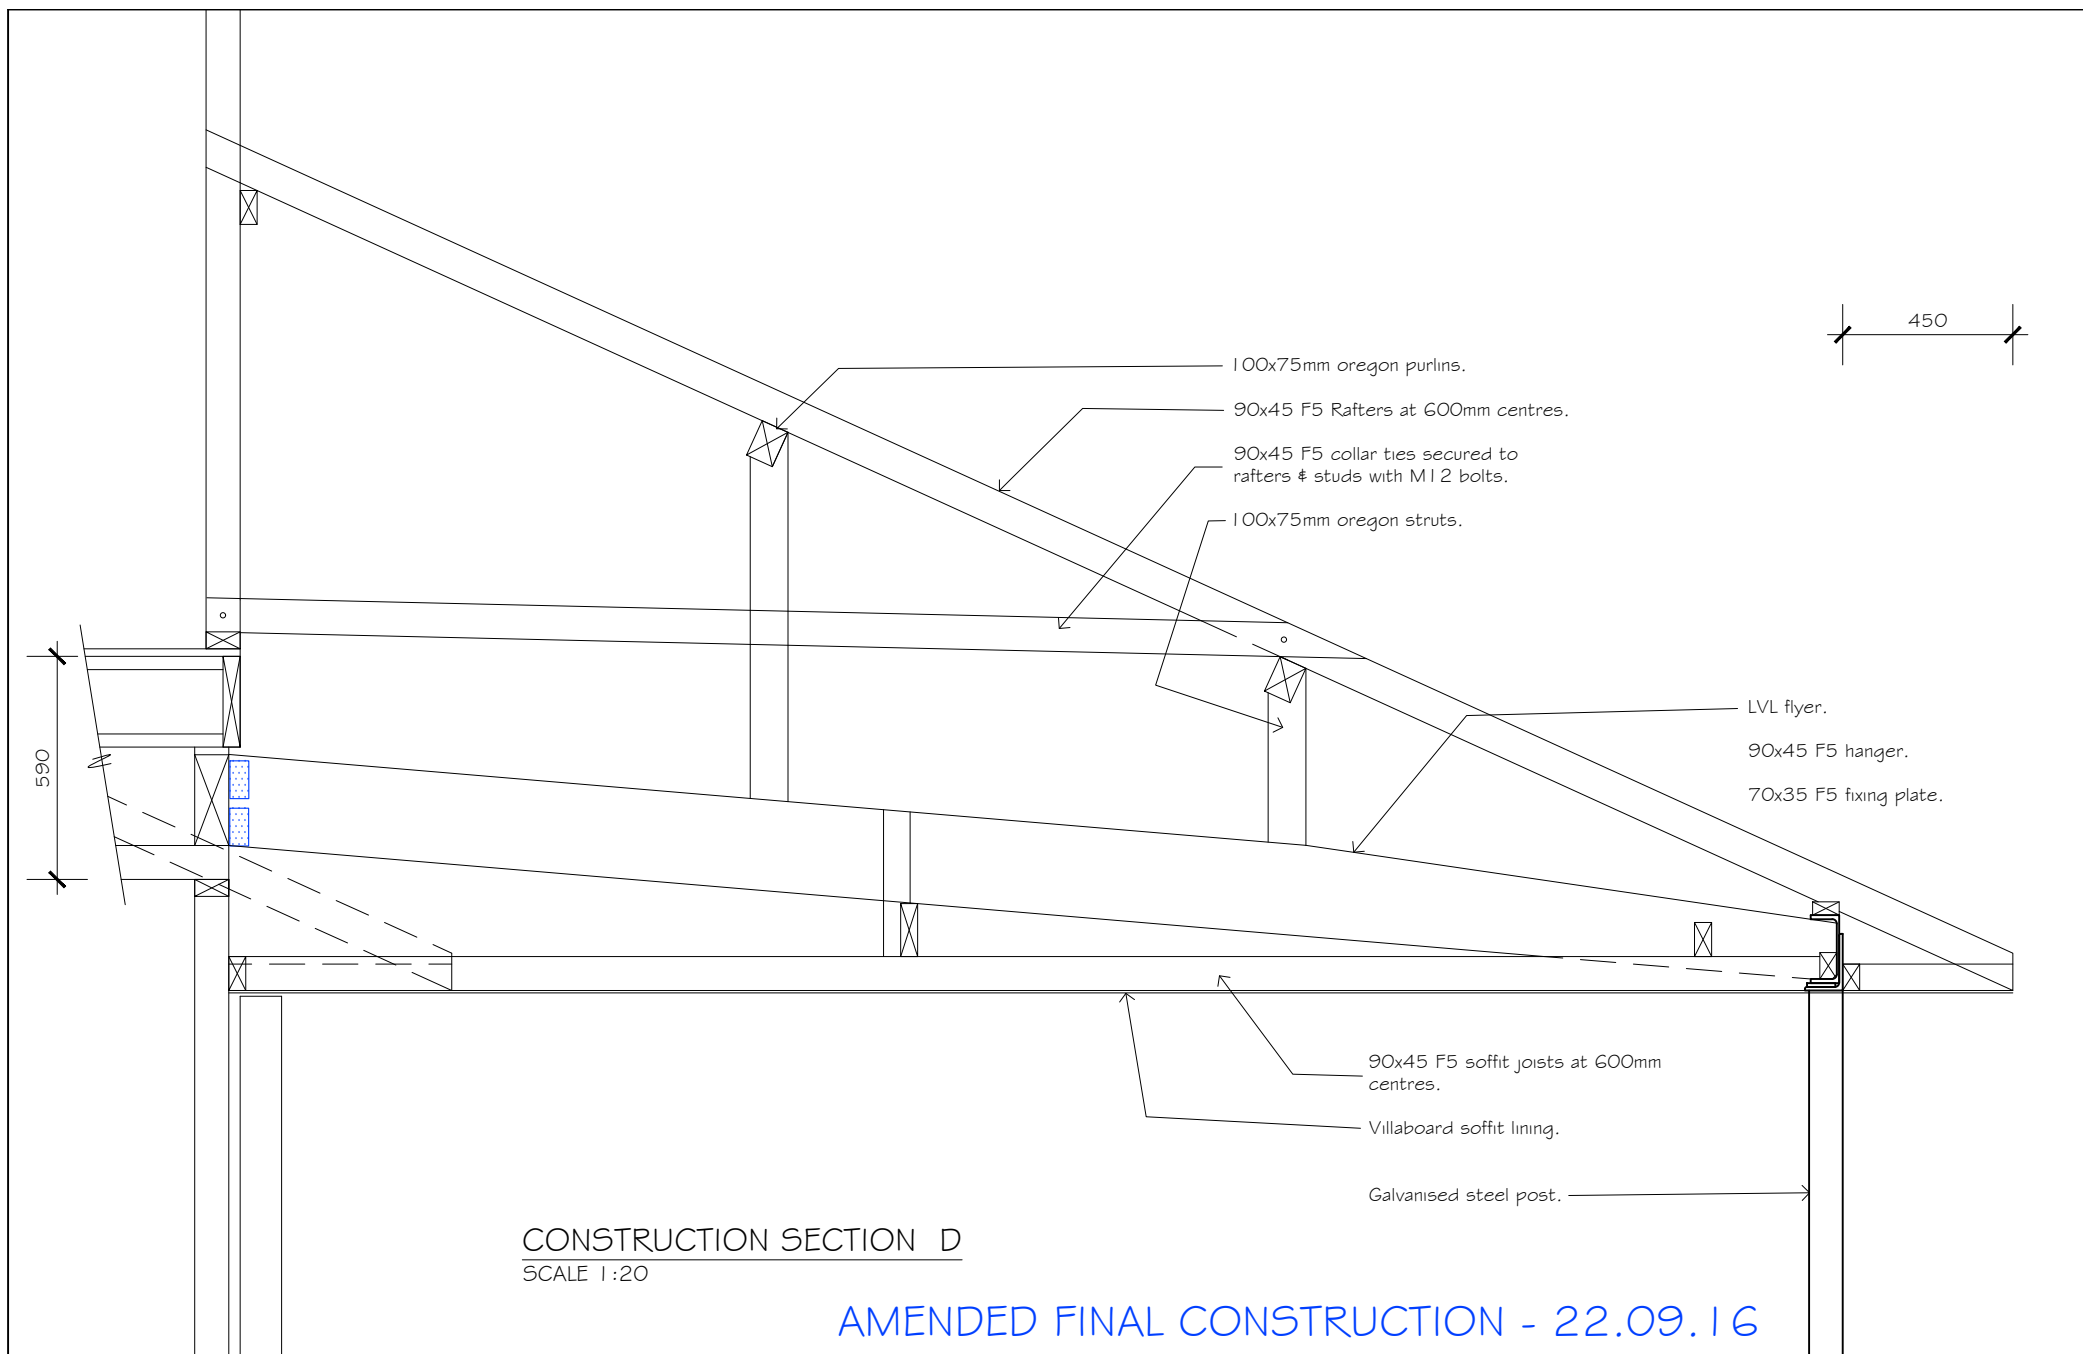 450
100x75mm oregon purlins.
90x45 F5 Rafters at 600mm centres.
90x45 F5 collar ties secured to
rafters & studs with M12 bolts.
100x75mm oregon struts.
LVL flyer.
90x45 F5 hanger.
70x35 F5 fixing plate.
590
90x45 F5 soffit joists at 600mm
centres.
Villaboard soffit lining.
Galvanised steel post.
CONSTRUCTION SECTION D
SCALE 1:20
AMENDED FINAL CONSTRUCTION - 22.09.16